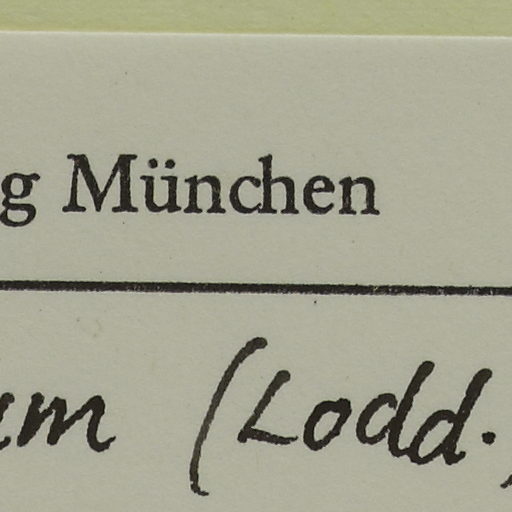 g München
um (Lodd.)